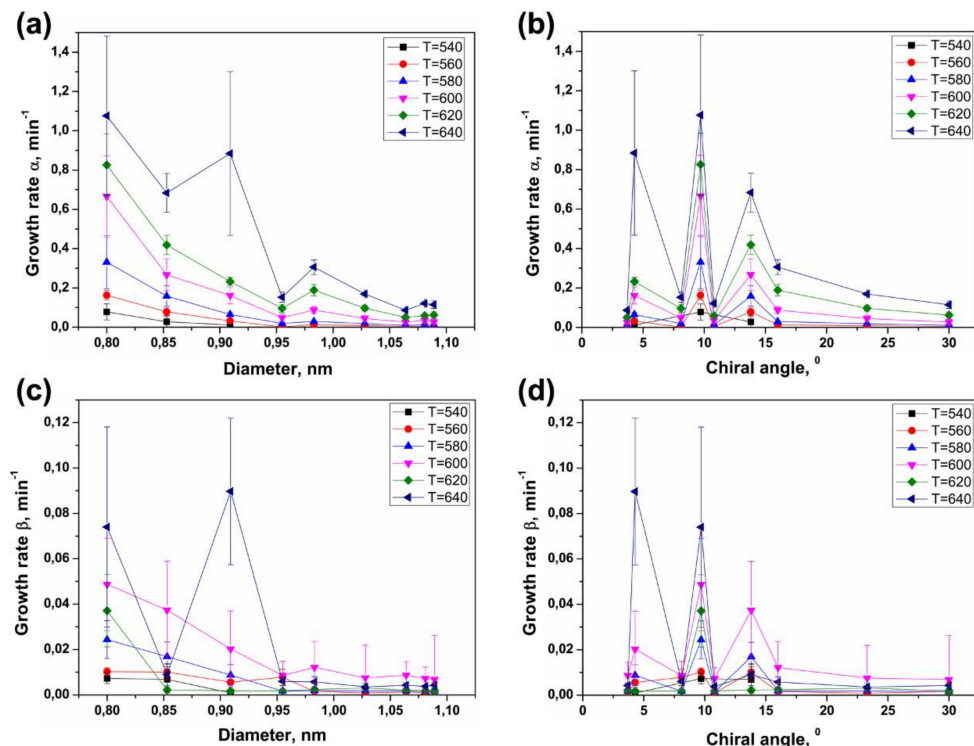 (a)
Growth rate α, min⁻¹
1,4
1,2
1,0
0,8
0,6
0,4
0,2
0,0
T=540
T=560
T=580
T=600
T=620
T=640
0,80 0,85 0,90 0,95 1,00 1,05 1,10
Diameter, nm
(b)
Growth rate α, min⁻¹
1,4
1,2
1,0
0,8
0,6
0,4
0,2
0,0
T=540
T=560
T=580
T=600
T=620
T=640
0 5 10 15 20 25 30
Chiral angle, ⁰
(c)
Growth rate β, min⁻¹
0,12
0,10
0,08
0,06
0,04
0,02
0,00
T=540
T=560
T=580
T=600
T=620
T=640
0,80 0,85 0,90 0,95 1,00 1,05 1,10
Diameter, nm
(d)
Growth rate β, min⁻¹
0,12
0,10
0,08
0,06
0,04
0,02
0,00
T=540
T=560
T=580
T=600
T=620
T=640
0 5 10 15 20 25 30
Chiral angle, ⁰